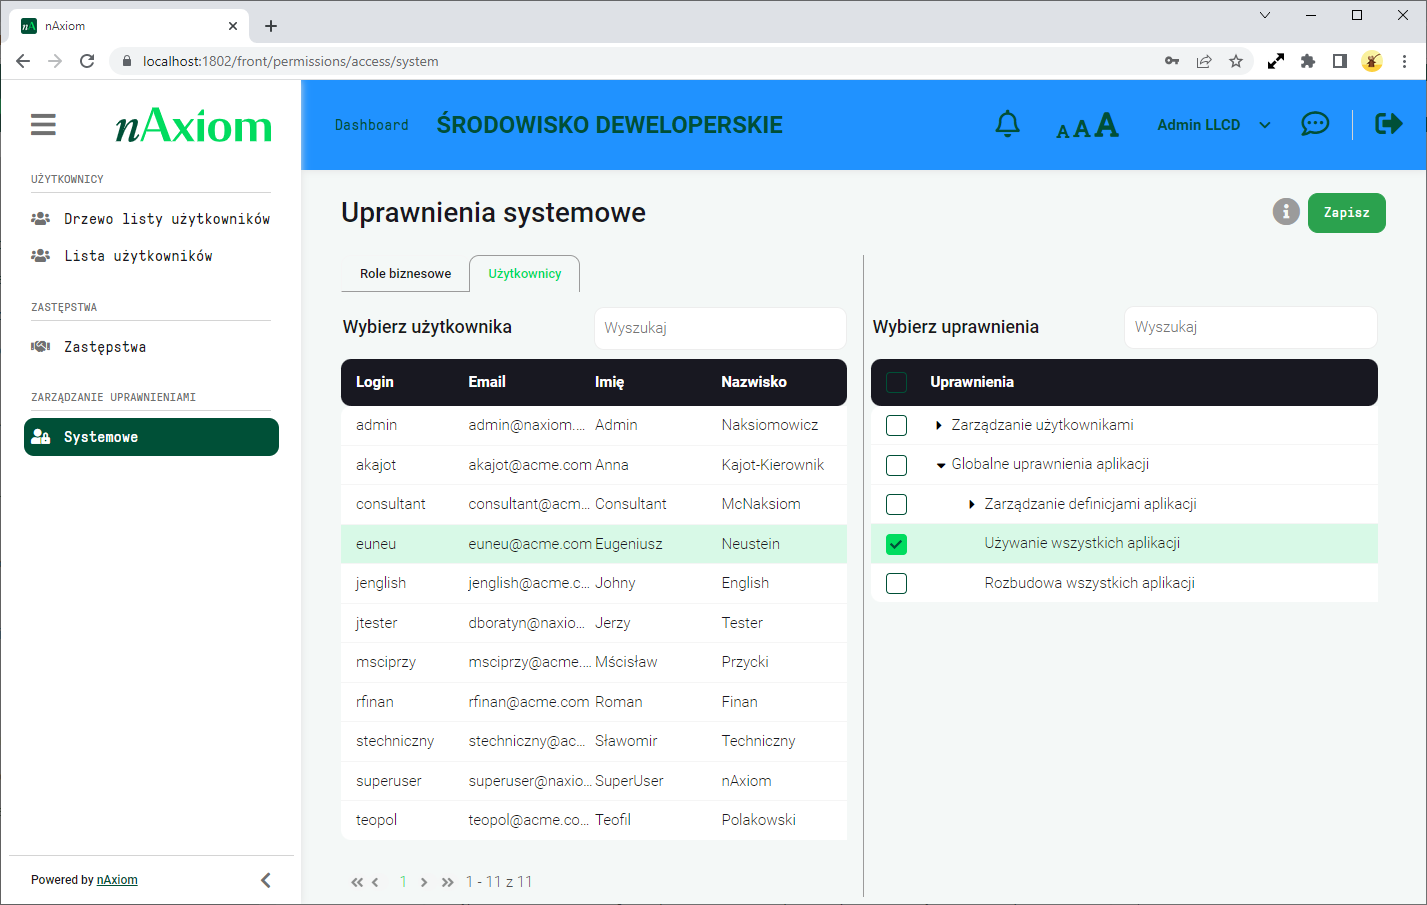 nAxiom
localhost:1802/front/permissions/access/system
nAxiom
Dashboard
ŚRODOWISKO DEWELOPERSKIE
A A A
Admin LLCD
UŻYTKOWNICY
Drzewo listy użytkowników
Lista użytkowników
ZASTĘPSTWA
Zastępstwa
ZARZĄDZANIE UPRAWNIENIAMI
Systemowe
Powered by nAxiom
Uprawnienia systemowe
Zapisz
Role biznesowe
Użytkownicy
Wybierz użytkownika
Wyszukaj
Login Email Imię Nazwisko
admin admin@naxiom.... Admin Naksiomowicz
akajot akajot@acme.com Anna Kajot-Kierownik
consultant consultant@acm... Consultant McNaksiom
euneu euneu@acme.com Eugeniusz Neustein
jenglish jenglish@acme.c... Johny English
jtester dboratyn@naxio... Jerzy Tester
msciprzy msciprzy@acme.... Mścisław Przycki
rfinan rfinan@acme.com Roman Finan
stechniczny stechniczny@ac... Sławomir Techniczny
superuser superuser@naxio... SuperUser nAxiom
teopol teopol@acme.co... Teofil Polakowski
1 1 - 11 z 11
Wybierz uprawnienia
Wyszukaj
Uprawnienia
Zarządzanie użytkownikami
Globalne uprawnienia aplikacji
Zarządzanie definicjami aplikacji
Używanie wszystkich aplikacji
Rozbudowa wszystkich aplikacji